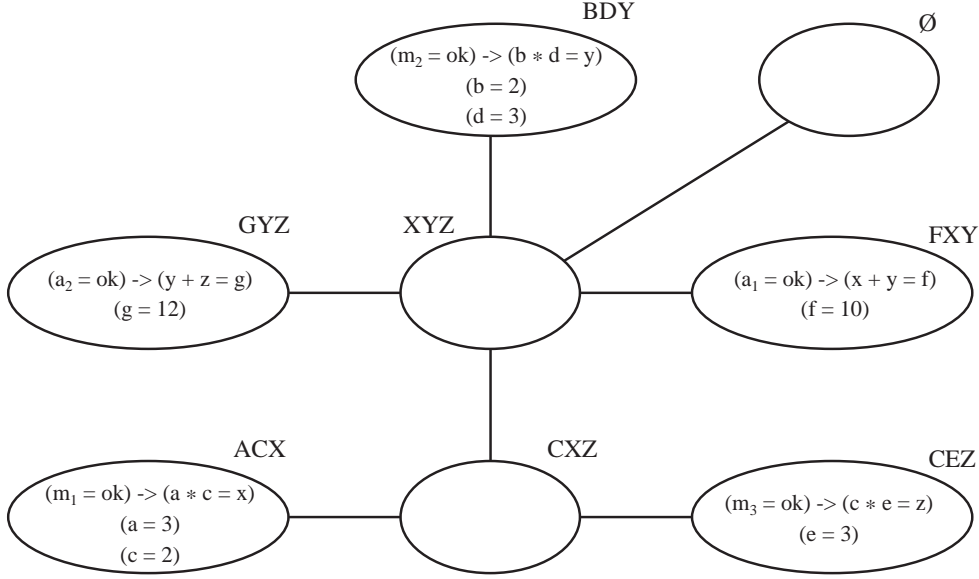 BDY
(m₂ = ok) -> (b * d = y)
(b = 2)
(d = 3)
Ø
GYZ
(a₂ = ok) -> (y + z = g)
(g = 12)
XYZ
FXY
(a₁ = ok) -> (x + y = f)
(f = 10)
ACX
(m₁ = ok) -> (a * c = x)
(a = 3)
(c = 2)
CXZ
CEZ
(m₃ = ok) -> (c * e = z)
(e = 3)